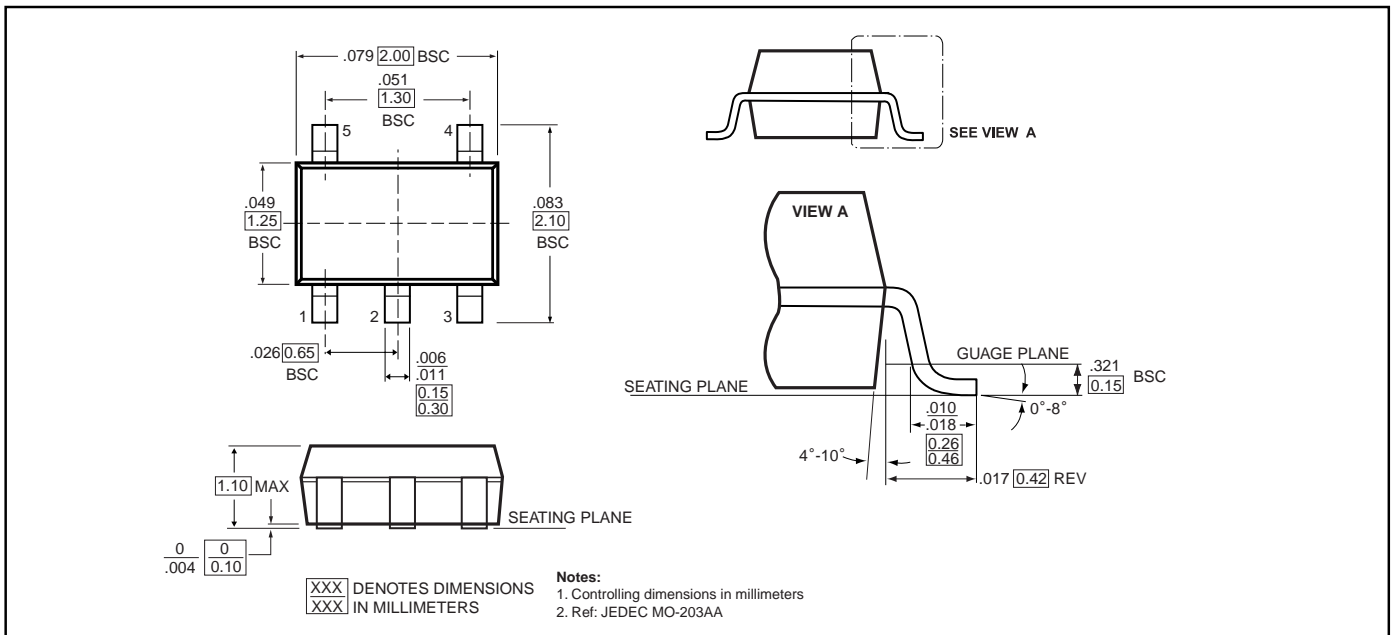 .079 2.00 BSC
.051
1.30
BSC
5
4
.049
1.25
BSC
.083
2.10
BSC
1
2
3
.026 0.65
BSC
.006
.011
0.15
0.30
SEE VIEW A
VIEW A
GUAGE PLANE
.321
0.15
BSC
SEATING PLANE
0°-8°
.010
.018
0.26
0.46
4°-10°
.017 0.42 REV
1.10 MAX
SEATING PLANE
0
.004
0
0.10
XXX DENOTES DIMENSIONS
XXX IN MILLIMETERS
Notes:
1. Controlling dimensions in millimeters
2. Ref: JEDEC MO-203AA